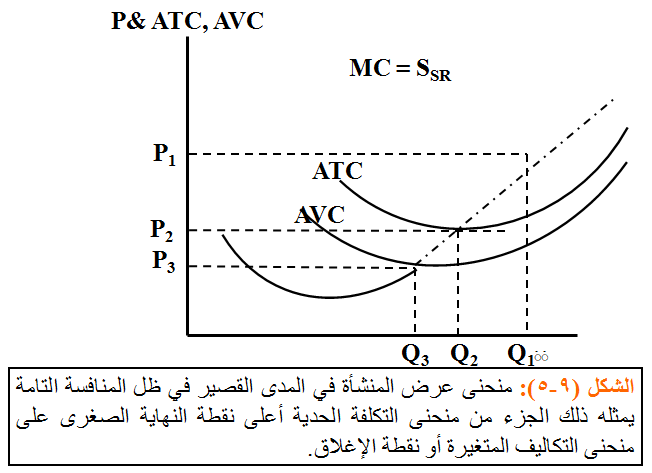 P& ATC, AVC
MC = SSR
P1
ATC
AVC
P2
P3
Q3 Q2 Q1öö
الشكل (٩-٥): منحنى عرض المنشأة في المدى القصير في ظل المنافسة التامة
يمثله ذلك الجزء من منحنى التكلفة الحدية أعلى نقطة النهاية الصغرى على
منحنى التكاليف المتغيرة أو نقطة الإغلاق.